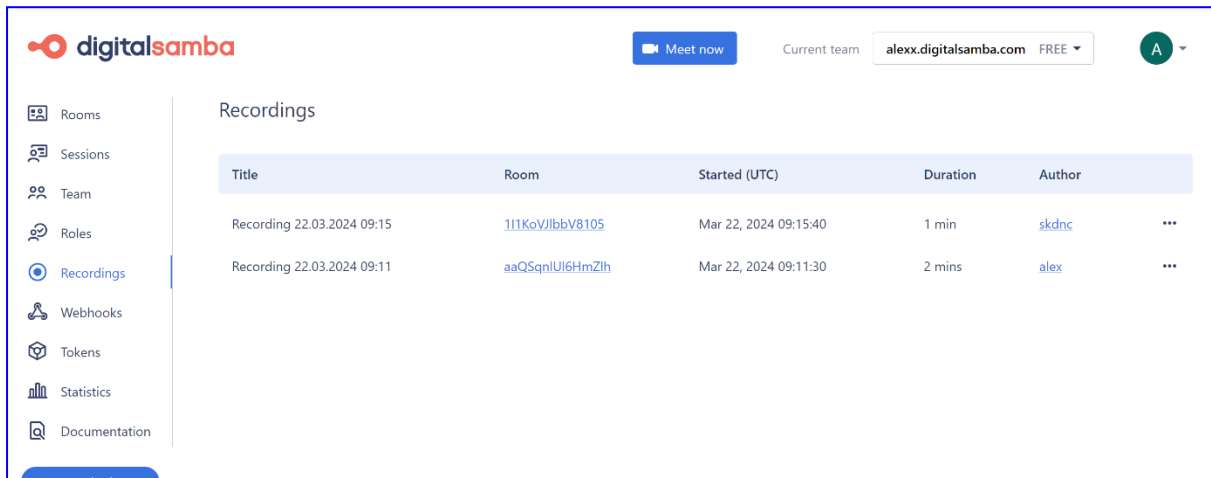 digitalsamba
Meet now
Current team
alexx.digitalsamba.com FREE
A
Rooms
Sessions
Team
Roles
Recordings
Webhooks
Tokens
Statistics
Documentation
Recordings
Title Room Started (UTC) Duration Author
Recording 22.03.2024 09:15 1I1KoVJlbbV8105 Mar 22, 2024 09:15:40 1 min skdnc
Recording 22.03.2024 09:11 aaQSqnlUI6HmZlh Mar 22, 2024 09:11:30 2 mins alex